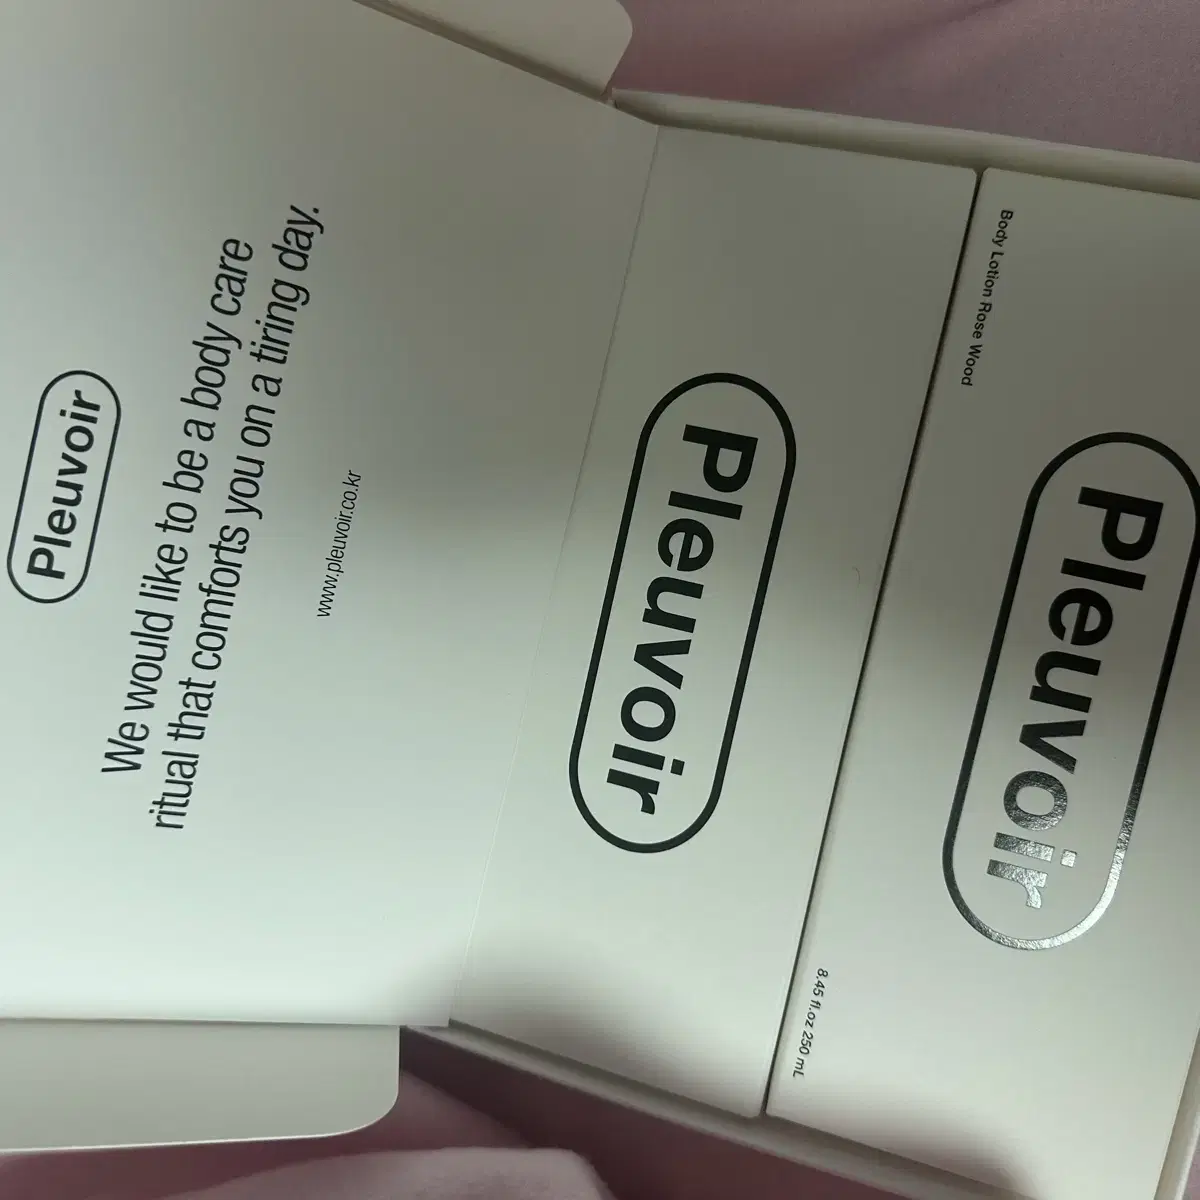 Pleuvoir
We would like to be a body care
ritual that comforts you on a tiring day.
www.pleuvoir.co.kr
Pleuvoir
Body Lotion Rose Wood
Pleuvoir
8.45 fl.oz 250 mL